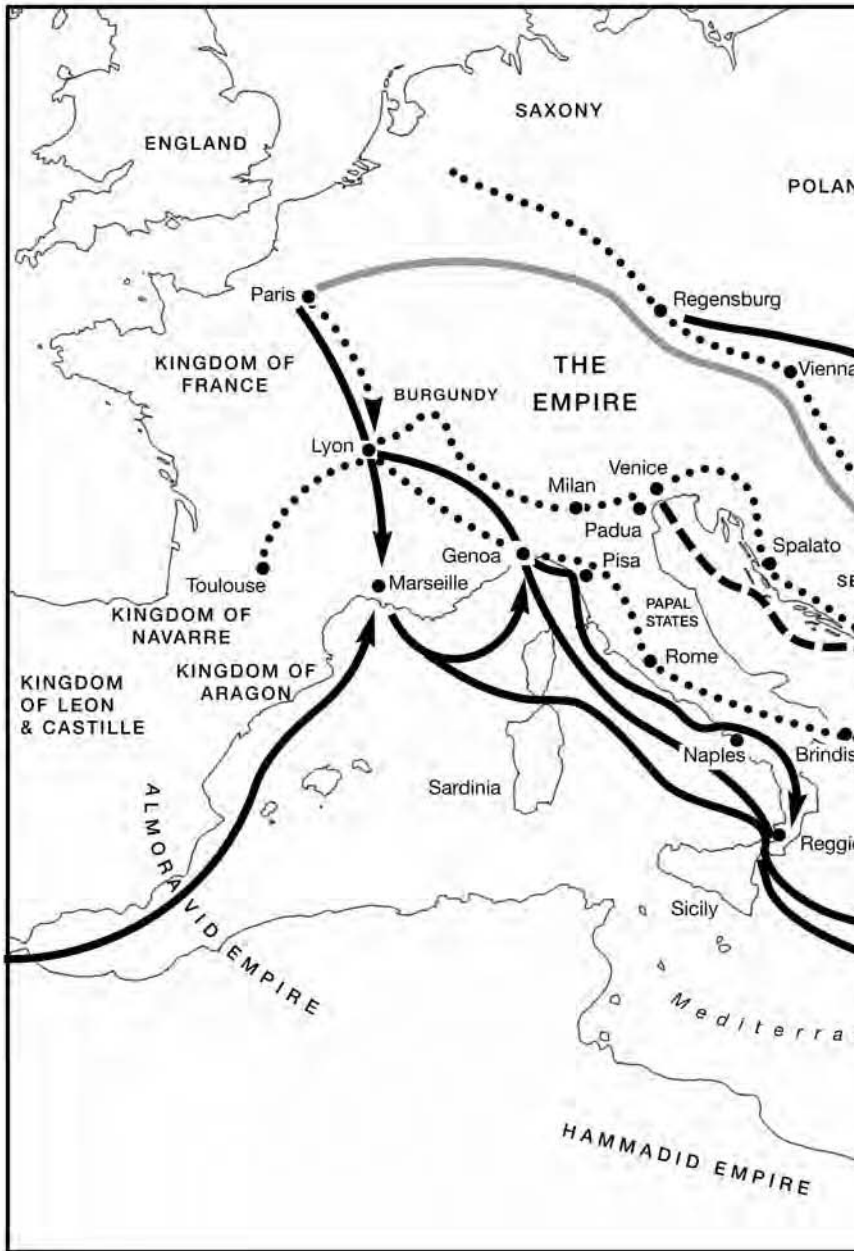 SAXONY
ENGLAND
POLAN
Paris
Regensburg
KINGDOM OF
FRANCE
THE
EMPIRE
Vienna
BURGUNDY
Lyon
Venice
Milan
Padua
Genoa
Spalato
Toulouse
Marseille
Pisa
SE
KINGDOM OF
NAVARRE
PAPAL
STATES
KINGDOM OF
ARAGON
Rome
KINGDOM
OF LEON
& CASTILLE
Naples
Brindis
Sardinia
ALMORAVID EMPIRE
Reggio
Sicily
Mediterra
HAMMADID EMPIRE